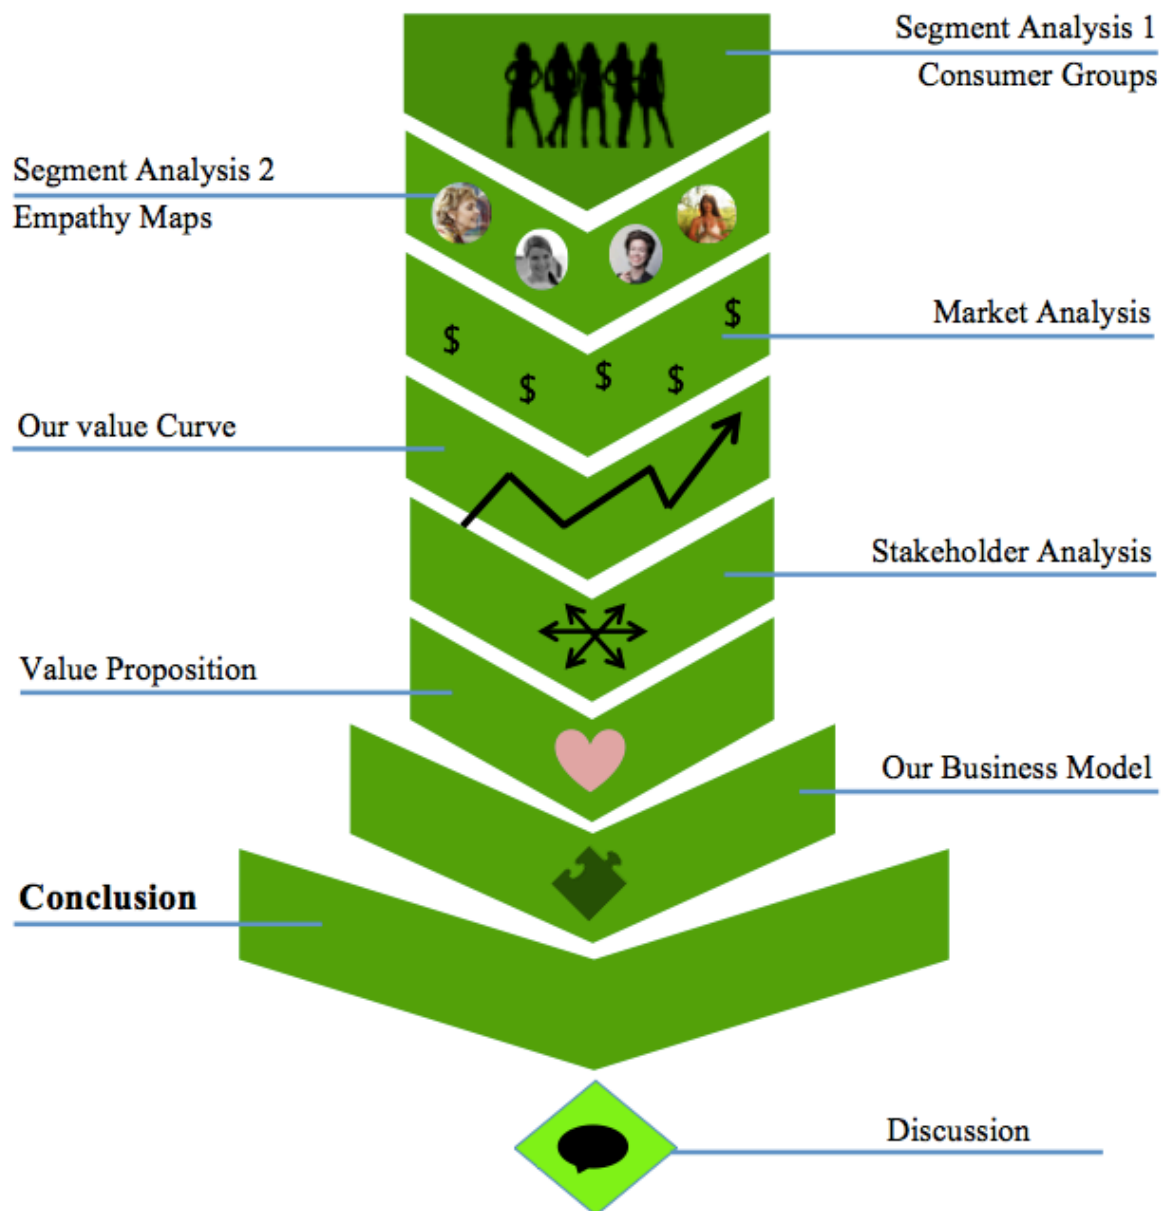 Segment Analysis 1
Consumer Groups
Segment Analysis 2
Empathy Maps
Market Analysis
$
$
$
$
$
Our value Curve
Stakeholder Analysis
Value Proposition
Our Business Model
Conclusion
Discussion